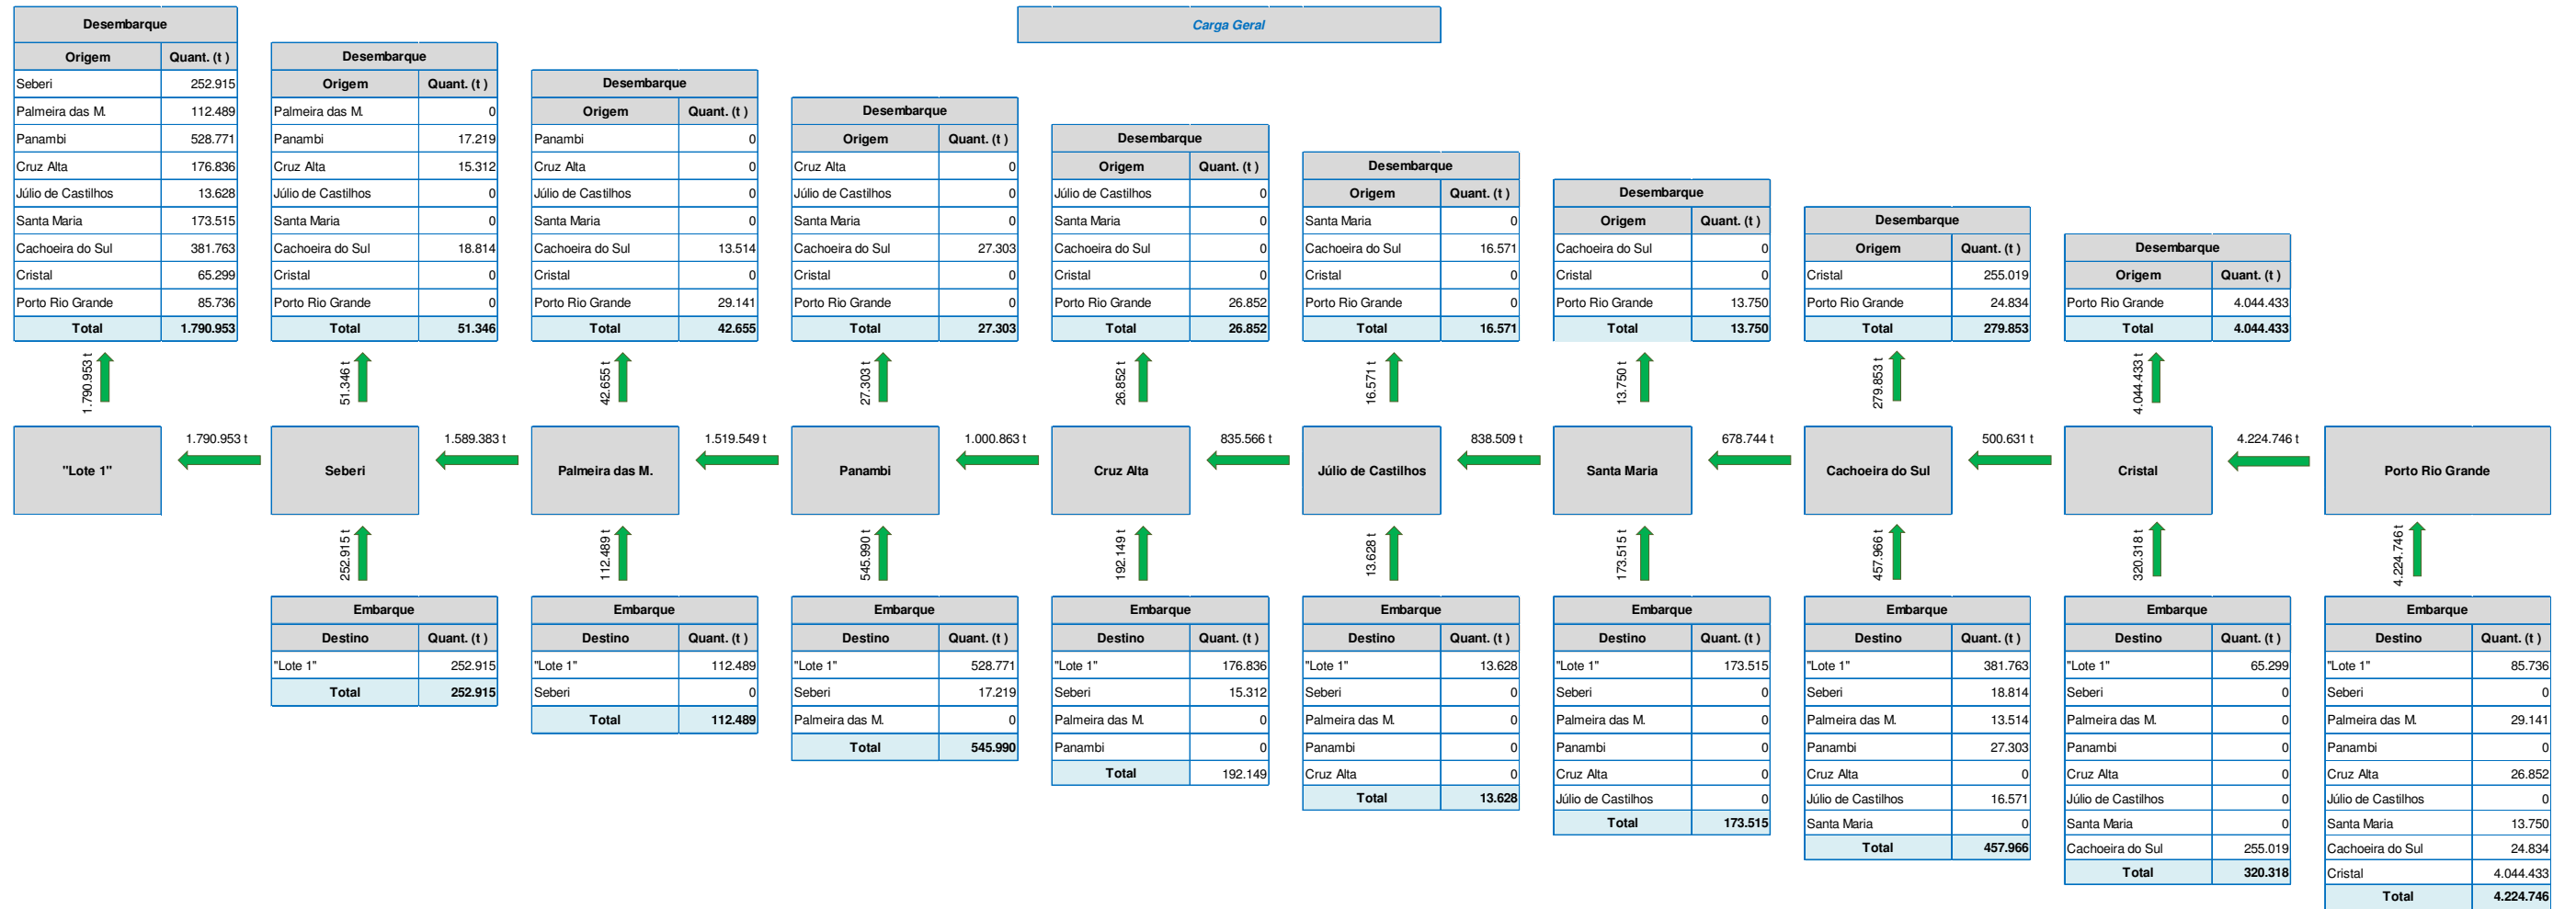 Carga Geral
Desembarque
Origem Quant. (t )
Seberi 252.915
Palmeira das M. 112.489
Panambi 528.771
Cruz Alta 176.836
Júlio de Castilhos 13.628
Santa Maria 173.515
Cachoeira do Sul 381.763
Cristal 65.299
Porto Rio Grande 85.736
Total 1.790.953
Desembarque
Origem Quant. (t )
Palmeira das M. 0
Panambi 17.219
Cruz Alta 15.312
Júlio de Castilhos 0
Santa Maria 0
Cachoeira do Sul 18.814
Cristal 0
Porto Rio Grande 0
Total 51.346
Desembarque
Origem Quant. (t )
Panambi 0
Cruz Alta 0
Júlio de Castilhos 0
Santa Maria 0
Cachoeira do Sul 13.514
Cristal 0
Porto Rio Grande 29.141
Total 42.655
Desembarque
Origem Quant. (t )
Cruz Alta 0
Júlio de Castilhos 0
Santa Maria 0
Cachoeira do Sul 27.303
Cristal 0
Porto Rio Grande 0
Total 27.303
Desembarque
Origem Quant. (t )
Júlio de Castilhos 0
Santa Maria 0
Cachoeira do Sul 0
Cristal 0
Porto Rio Grande 26.852
Total 26.852
Desembarque
Origem Quant. (t )
Santa Maria 0
Cachoeira do Sul 16.571
Cristal 0
Porto Rio Grande 0
Total 16.571
Desembarque
Origem Quant. (t )
Cachoeira do Sul 0
Cristal 0
Porto Rio Grande 13.750
Total 13.750
Desembarque
Origem Quant. (t )
Cristal 255.019
Porto Rio Grande 24.834
Total 279.853
Desembarque
Origem Quant. (t )
Porto Rio Grande 4.044.433
Total 4.044.433
1.790.953 t
51.346 t
42.655 t
27.303 t
26.852 t
16.571 t
13.750 t
279.853 t
4.044.433 t
"Lote 1"
1.790.953 t
Seberi
1.589.383 t
Palmeira das M.
1.519.549 t
Panambi
1.000.863 t
Cruz Alta
835.566 t
Júlio de Castilhos
838.509 t
Santa Maria
678.744 t
Cachoeira do Sul
500.631 t
Cristal
4.224.746 t
Porto Rio Grande
252.915 t
112.489 t
545.990 t
192.149 t
13.628 t
173.515 t
457.966 t
320.318 t
4.224.746 t
Embarque
Destino Quant. (t )
"Lote 1" 252.915
Total 252.915
Embarque
Destino Quant. (t )
"Lote 1" 112.489
Seberi 0
Total 112.489
Embarque
Destino Quant. (t )
"Lote 1" 528.771
Seberi 17.219
Palmeira das M. 0
Total 545.990
Embarque
Destino Quant. (t )
"Lote 1" 176.836
Seberi 15.312
Palmeira das M. 0
Panambi 0
Total 192.149
Embarque
Destino Quant. (t )
"Lote 1" 13.628
Seberi 0
Palmeira das M. 0
Panambi 0
Cruz Alta 0
Total 13.628
Embarque
Destino Quant. (t )
"Lote 1" 173.515
Seberi 0
Palmeira das M. 0
Panambi 0
Cruz Alta 0
Júlio de Castilhos 0
Total 173.515
Embarque
Destino Quant. (t )
"Lote 1" 381.763
Seberi 18.814
Palmeira das M. 13.514
Panambi 27.303
Cruz Alta 0
Júlio de Castilhos 16.571
Santa Maria 0
Total 457.966
Embarque
Destino Quant. (t )
"Lote 1" 65.299
Seberi 0
Palmeira das M. 0
Panambi 0
Cruz Alta 0
Júlio de Castilhos 0
Santa Maria 0
Cachoeira do Sul 255.019
Total 320.318
Embarque
Destino Quant. (t )
"Lote 1" 85.736
Seberi 0
Palmeira das M. 29.141
Panambi 0
Cruz Alta 26.852
Júlio de Castilhos 0
Santa Maria 13.750
Cachoeira do Sul 24.834
Cristal 4.044.433
Total 4.224.746